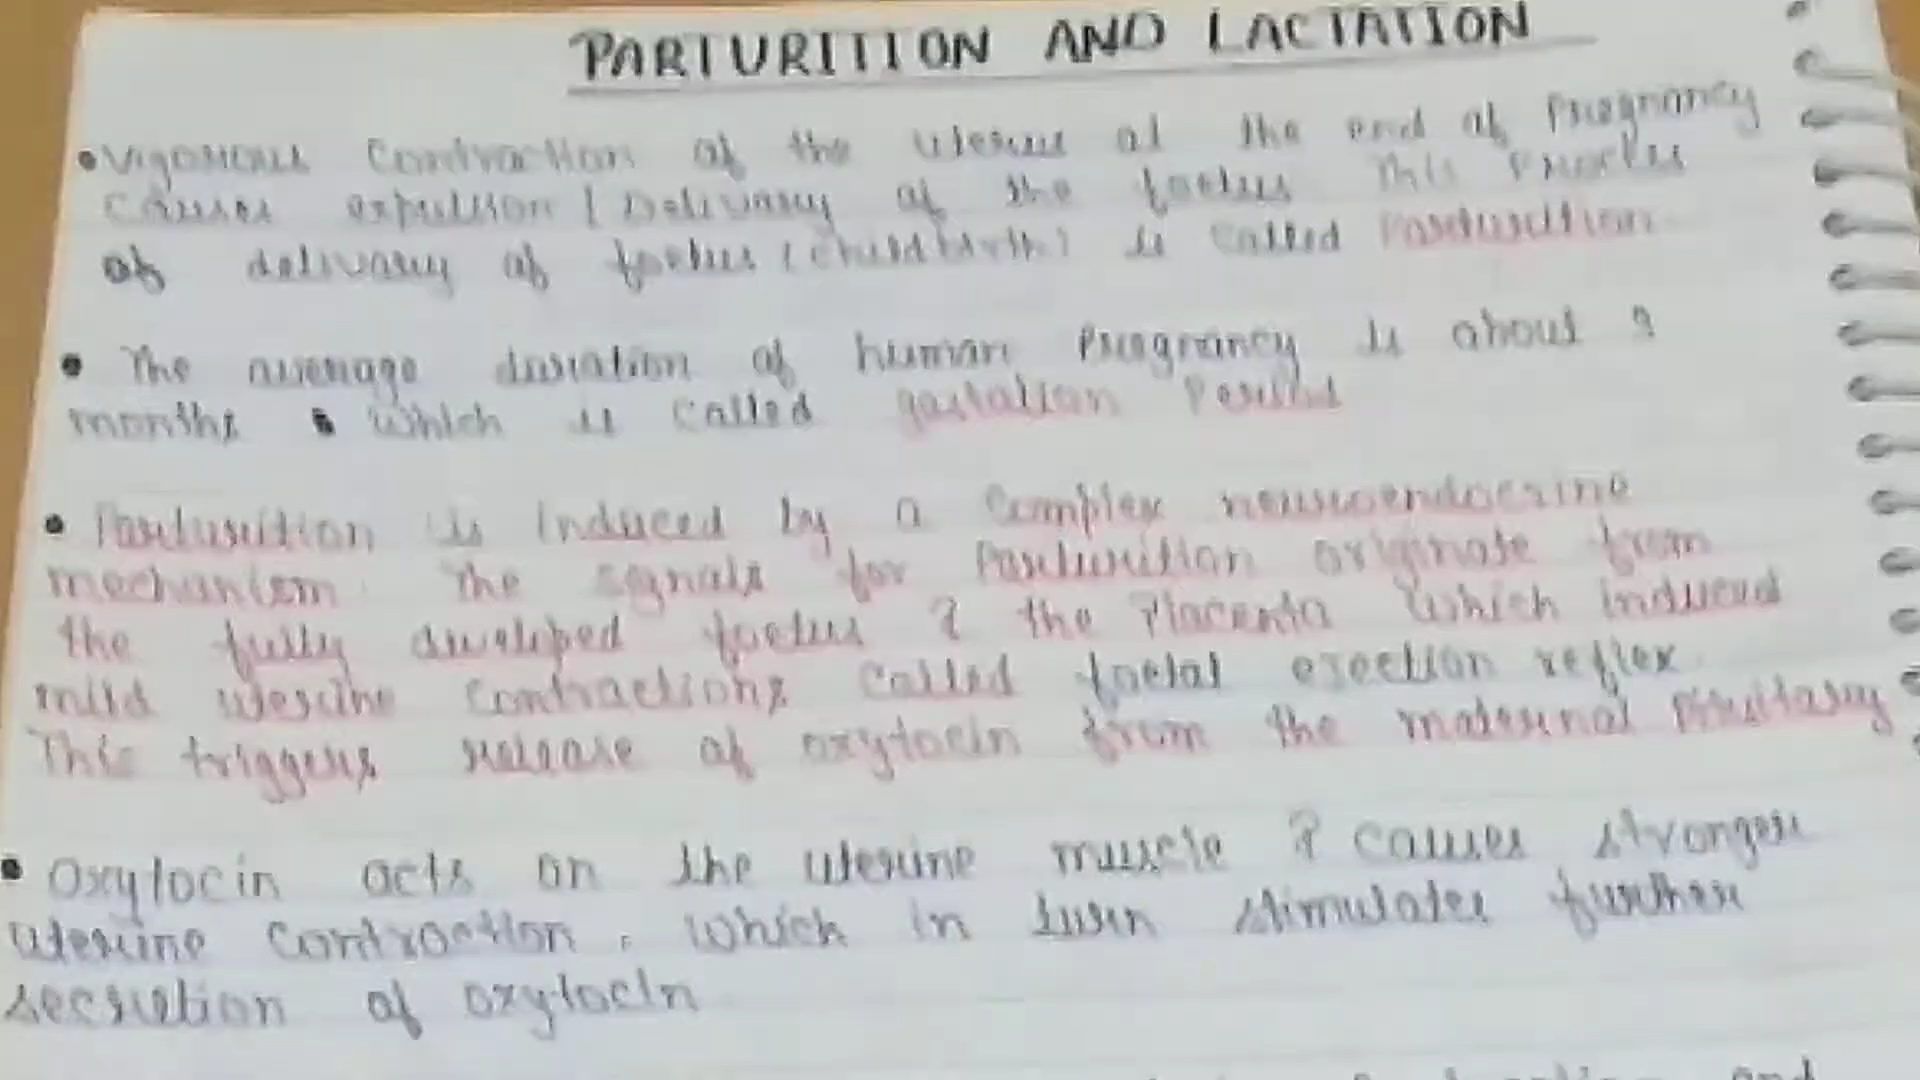 PARTURITION AND LACTATION
• Vigorous Contraction of the uterus at the end of Pregnancy
Causes expulsion / Delivary of the foetus This Process
of delivary of foetus (childbirth) is called Parturition
• The average duration of human Pregnancy is about 9
months which is called gastation Period
• Parturition is induced by a Complex neuroendocrine
mechanism. The signals for Parturition originate from
the fully developed foetus & the Placenta which induced
mild uterine contractions called foetal ejection reflex
This triggers release of oxytocin from the maternal Pituitary
• Oxytocin acts on the uterine muscle & causes stronger
uterine Contraction, which in turn stimulates further
secretion of oxytocin
and